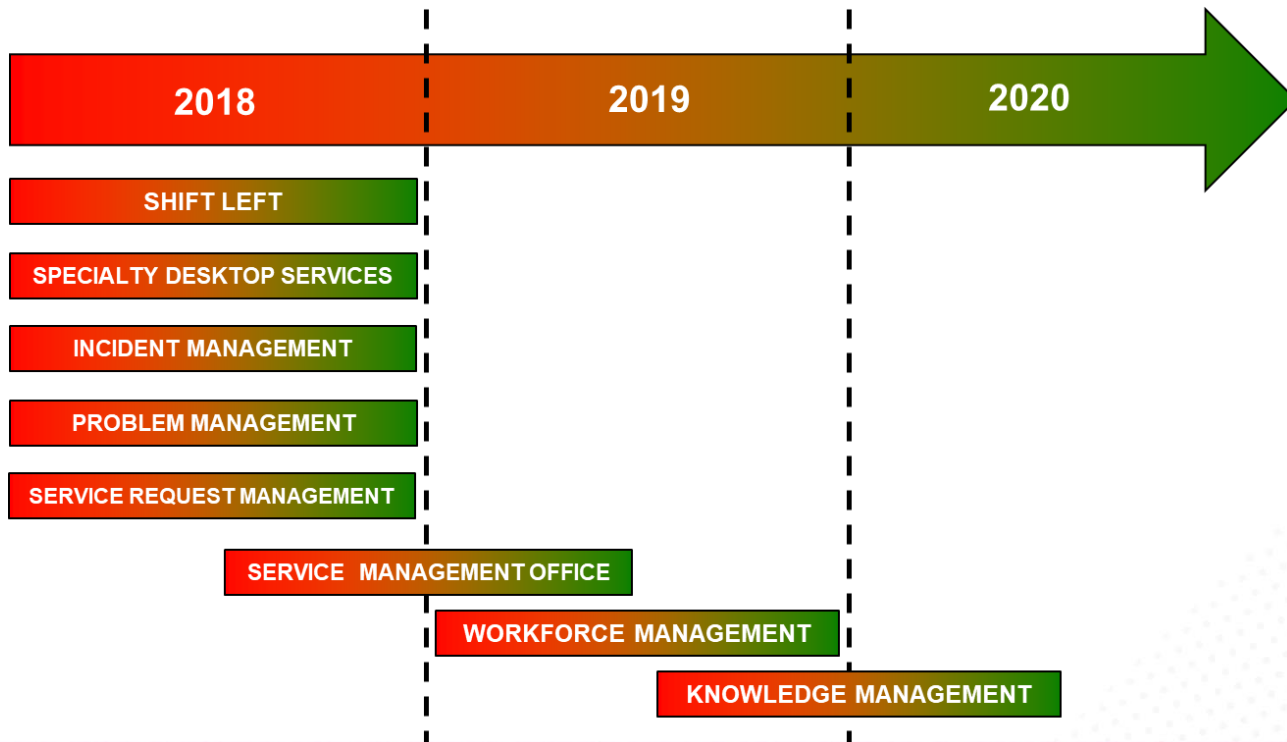 2018
2019
2020
SHIFT LEFT
SPECIALTY DESKTOP SERVICES
INCIDENT MANAGEMENT
PROBLEM MANAGEMENT
SERVICE REQUEST MANAGEMENT
SERVICE MANAGEMENT OFFICE
WORKFORCE MANAGEMENT
KNOWLEDGE MANAGEMENT